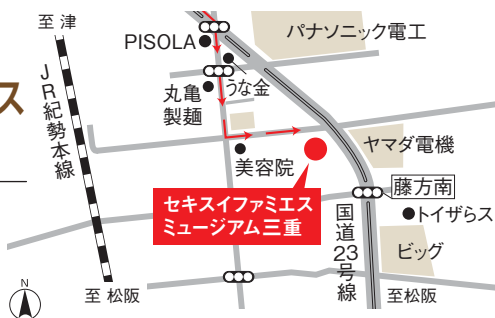 至 津
PISOLA
パナソニック電工
うな金
ス
JR紀勢本線
丸亀
製麺
美容院
ヤマダ電機
藤方南
セキスイファミエス
ミュージアム三重
国道23号線
トイザらス
ビッグ
N
至 松阪
至松阪